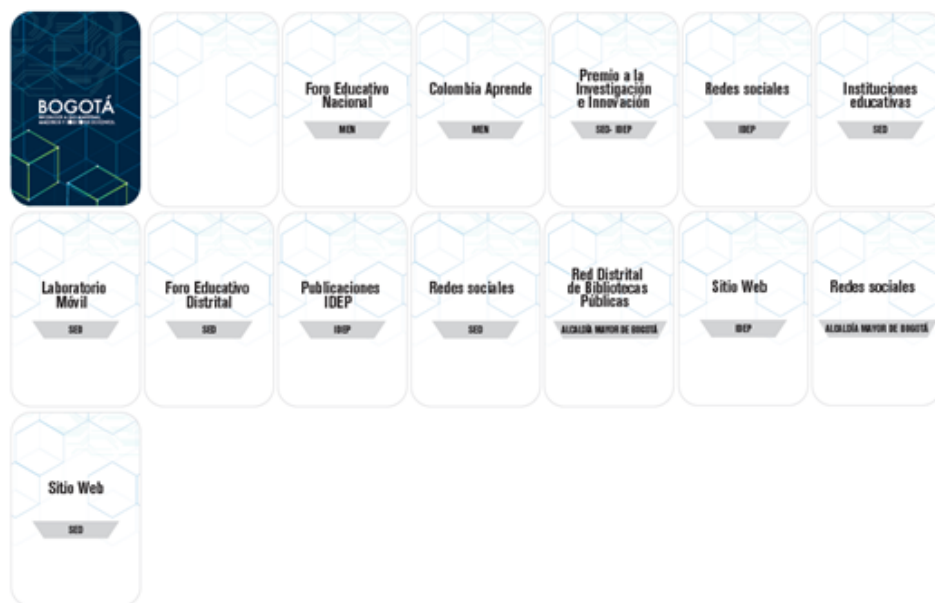 BOGOTÁ
Foro Educativo
Nacional
MEN
Colombia Aprende
MEN
Premio a la
Investigación
e Innovación
SED- IDEP
Redes sociales
IDEP
Instituciones
educativas
SED
Laboratorio
Móvil
SED
Foro Educativo
Distrital
SED
Publicaciones
IDEP
IDEP
Redes sociales
SED
Red Distrital
de Bibliotecas
Públicas
ALCALDÍA MAYOR DE BOGOTÁ
Sitio Web
IDEP
Redes sociales
ALCALDÍA MAYOR DE BOGOTÁ
Sitio Web
SED